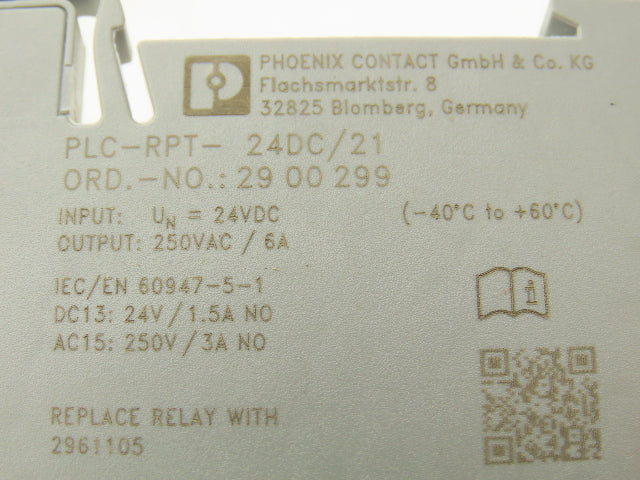 PHOENIX CONTACT GmbH & Co. KG
Flachsmarktstr. 8
32825 Blomberg, Germany
PLC-RPT- 24DC/21
ORD.-NO.: 29 00 299
INPUT: UN = 24VDC (-40°C to +60°C)
OUTPUT: 250VAC / 6A
IEC/EN 60947-5-1
DC13: 24V / 1.5A NO
AC15: 250V / 3A NO
REPLACE RELAY WITH
2961105